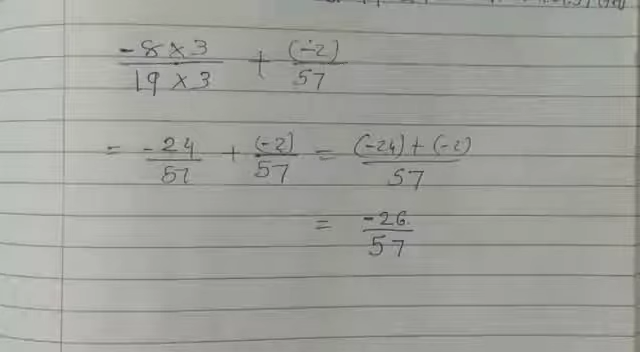 -8 × 3 / 19 × 3 + (-2) / 57
= -24 / 57 + (-2) / 57 = (-24) + (-2) / 57
= -26 / 57